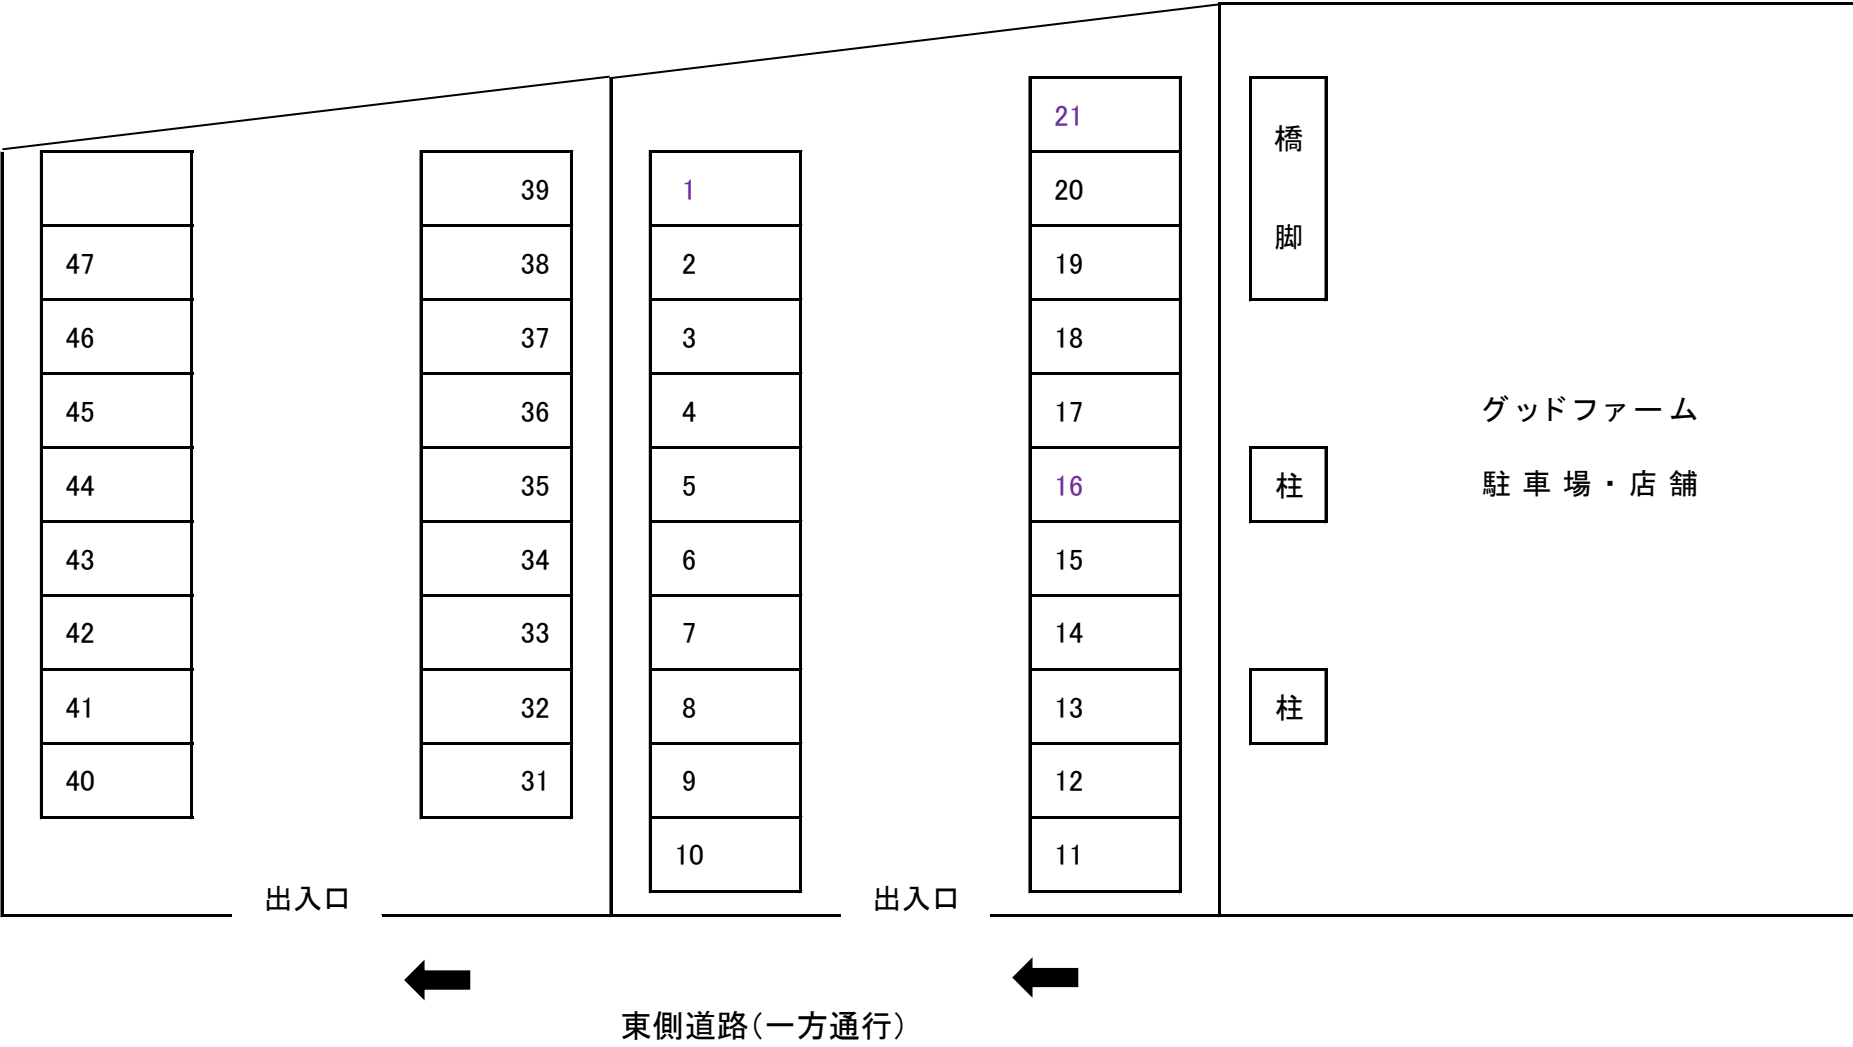 21
橋
39 1 20
脚
47 38 2 19
46 37 3 18
45 36 4 17 グッドファーム
44 35 5 16 柱 駐車場・店舗
43 34 6 15
42 33 7 14
41 32 8 13 柱
40 31 9 12
10 11
出入口 出入口
東側道路(一方通行)